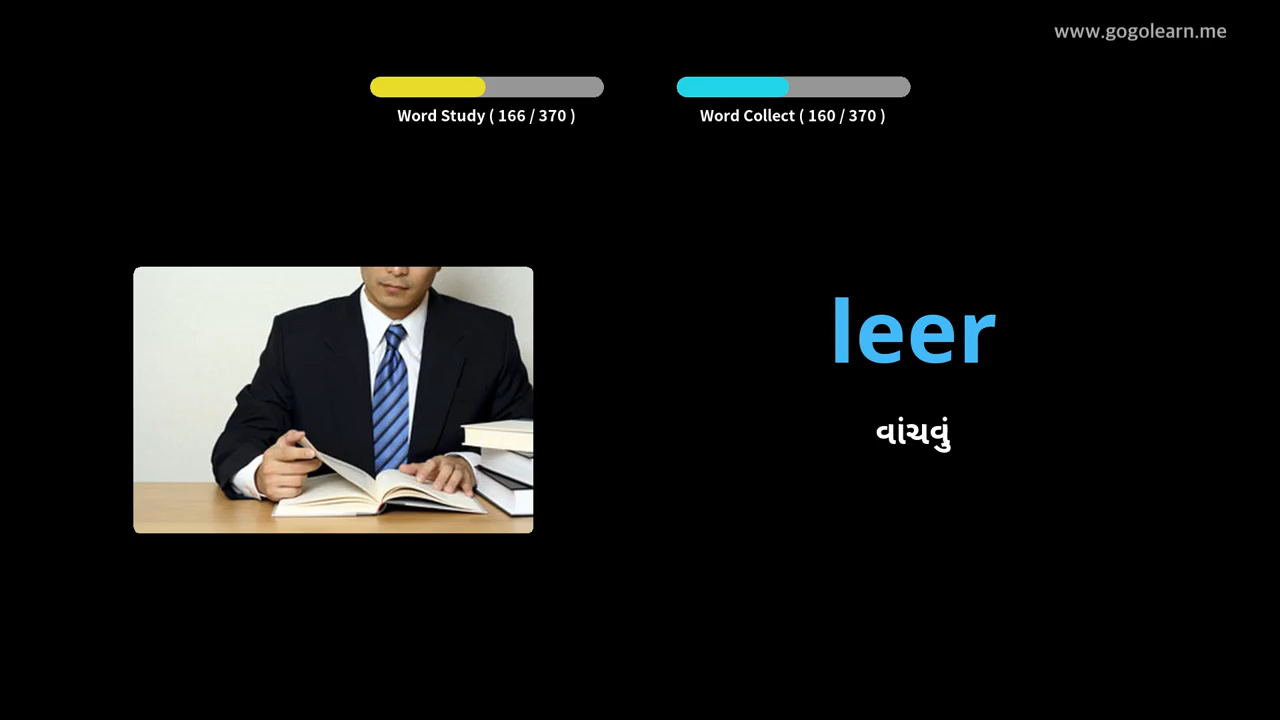 www.gogolearn.me
Word Study ( 166 / 370 )
Word Collect ( 160 / 370 )
leer
વાંચવું